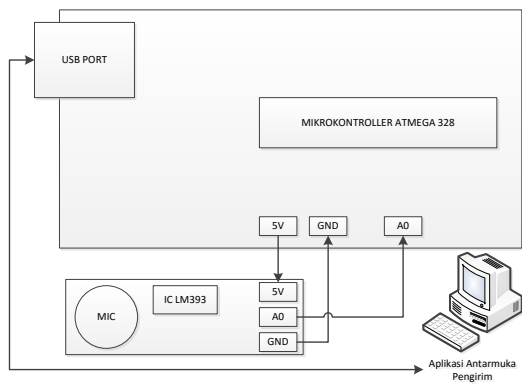 USB PORT
MIKROKONTROLLER ATMEGA 328
5V
GND
A0
MIC
IC LM393
5V
A0
GND
Aplikasi Antarmuka
Pengirim